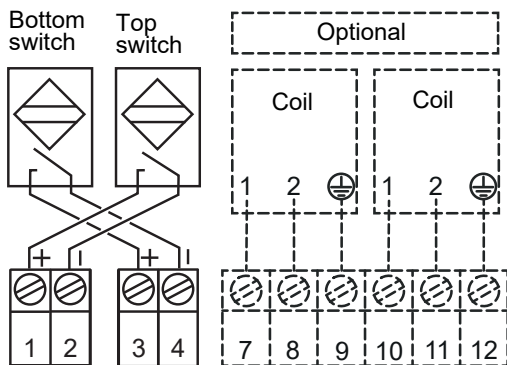 Bottom switch
Top switch
Optional
Coil
Coil
1 2
1 2
+ −
+ −
1 2 3 4
7 8 9 10 11 12